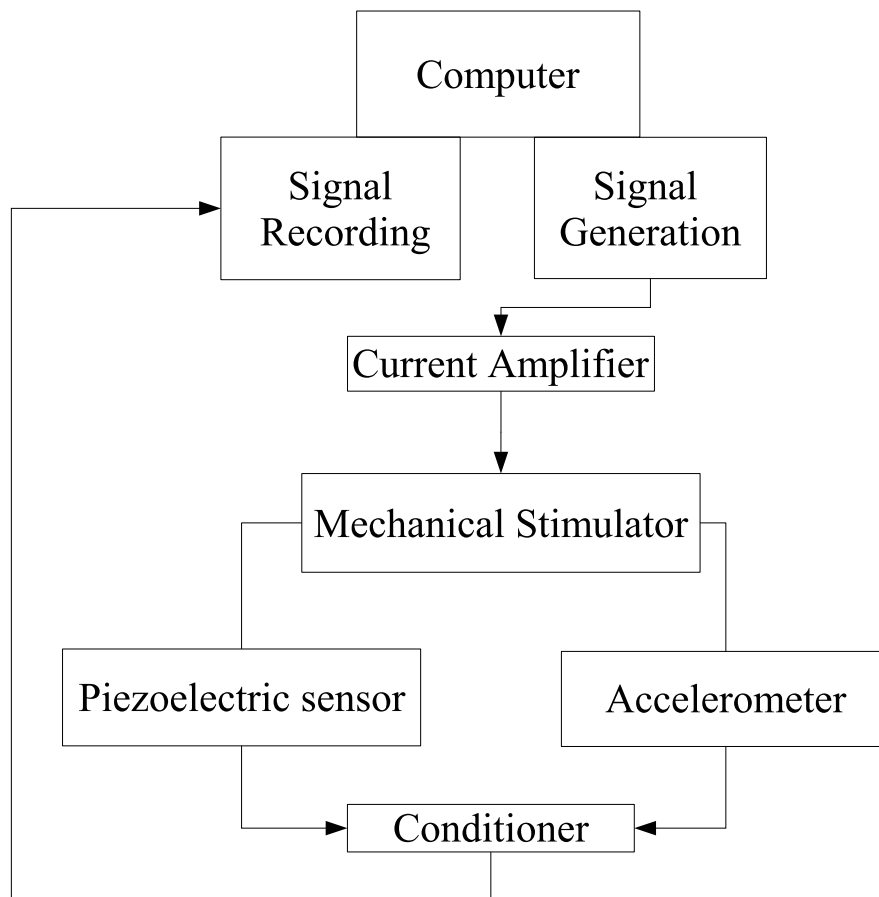 Computer
Signal
Recording
Signal
Generation
Current Amplifier
Mechanical Stimulator
Piezoelectric sensor
Accelerometer
Conditioner